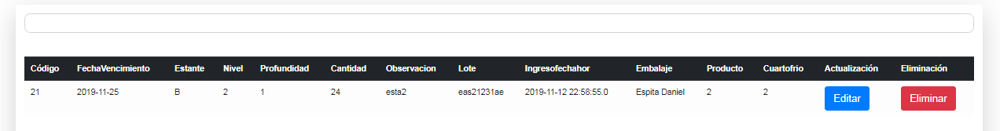 Código FechaVencimiento Estante Nivel Profundidad Cantidad Observacion Lote Ingresofechahor Embalaje Producto Cuartofrio Actualización Eliminación
21 2019-11-25 B 2 1 24 esta2 eas21231ae 2019-11-12 22:58:55.0 Espita Daniel 2 2 Editar Eliminar